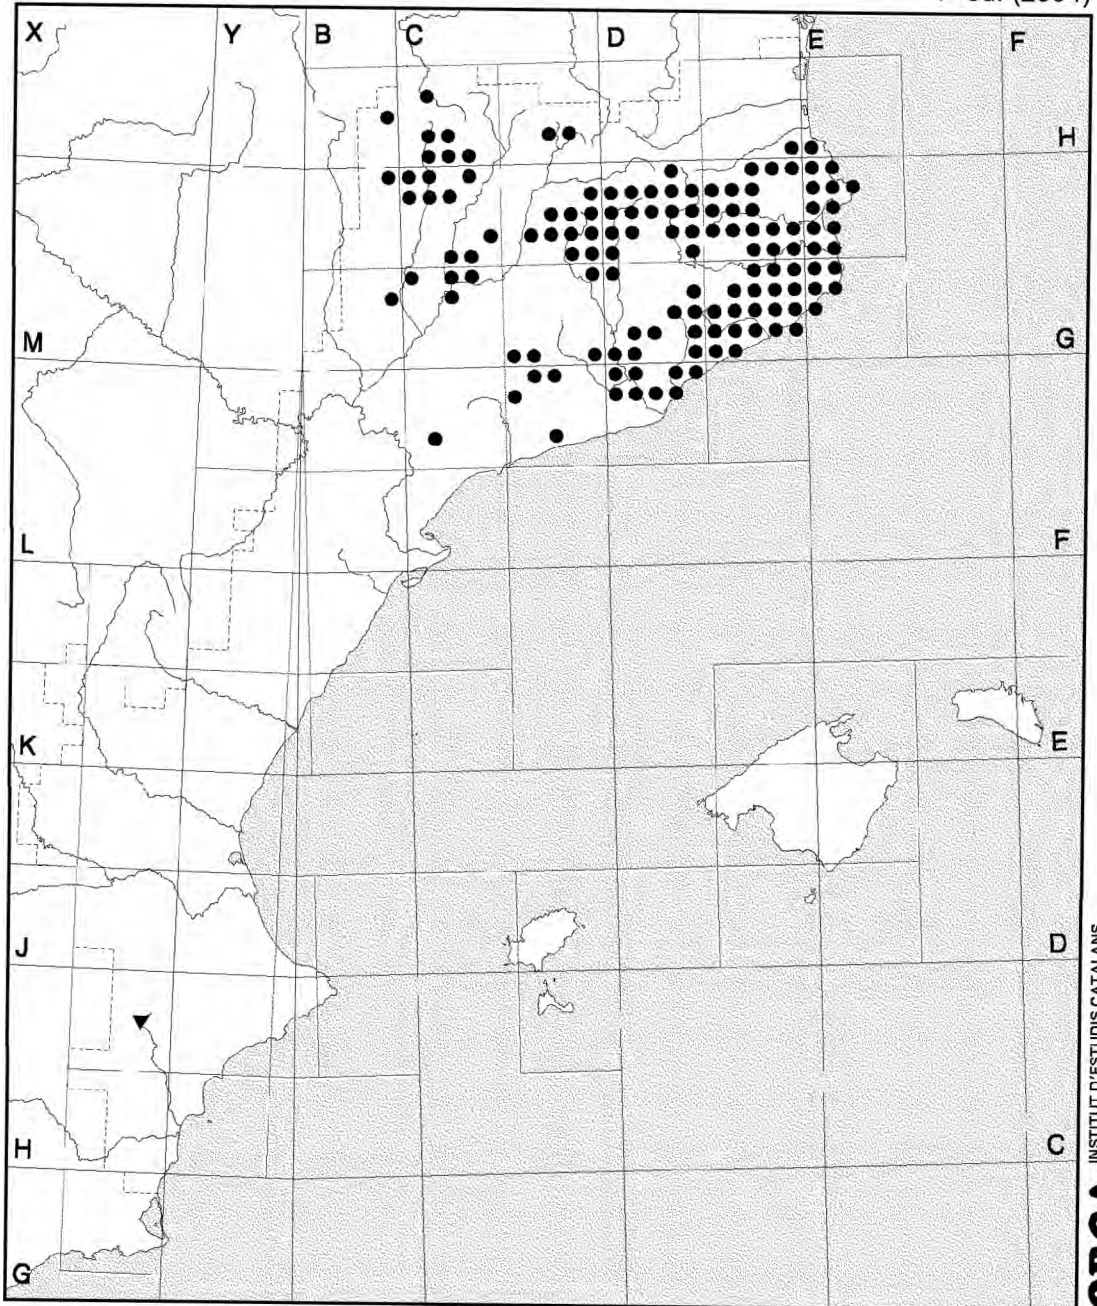 X Y B C D E F
H
M G
L F
K E
J D
H C
G
INSTITUT D'ESTUDIS CATALANS